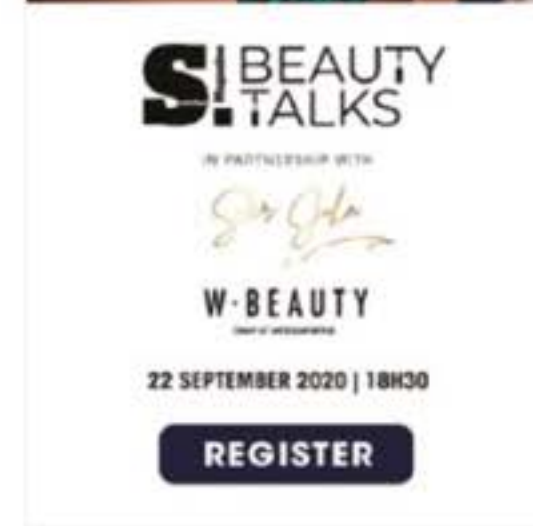 S! BEAUTY
TALKS
IN PARTNERSHIP WITH
W·BEAUTY
22 SEPTEMBER 2020 | 18H30
REGISTER